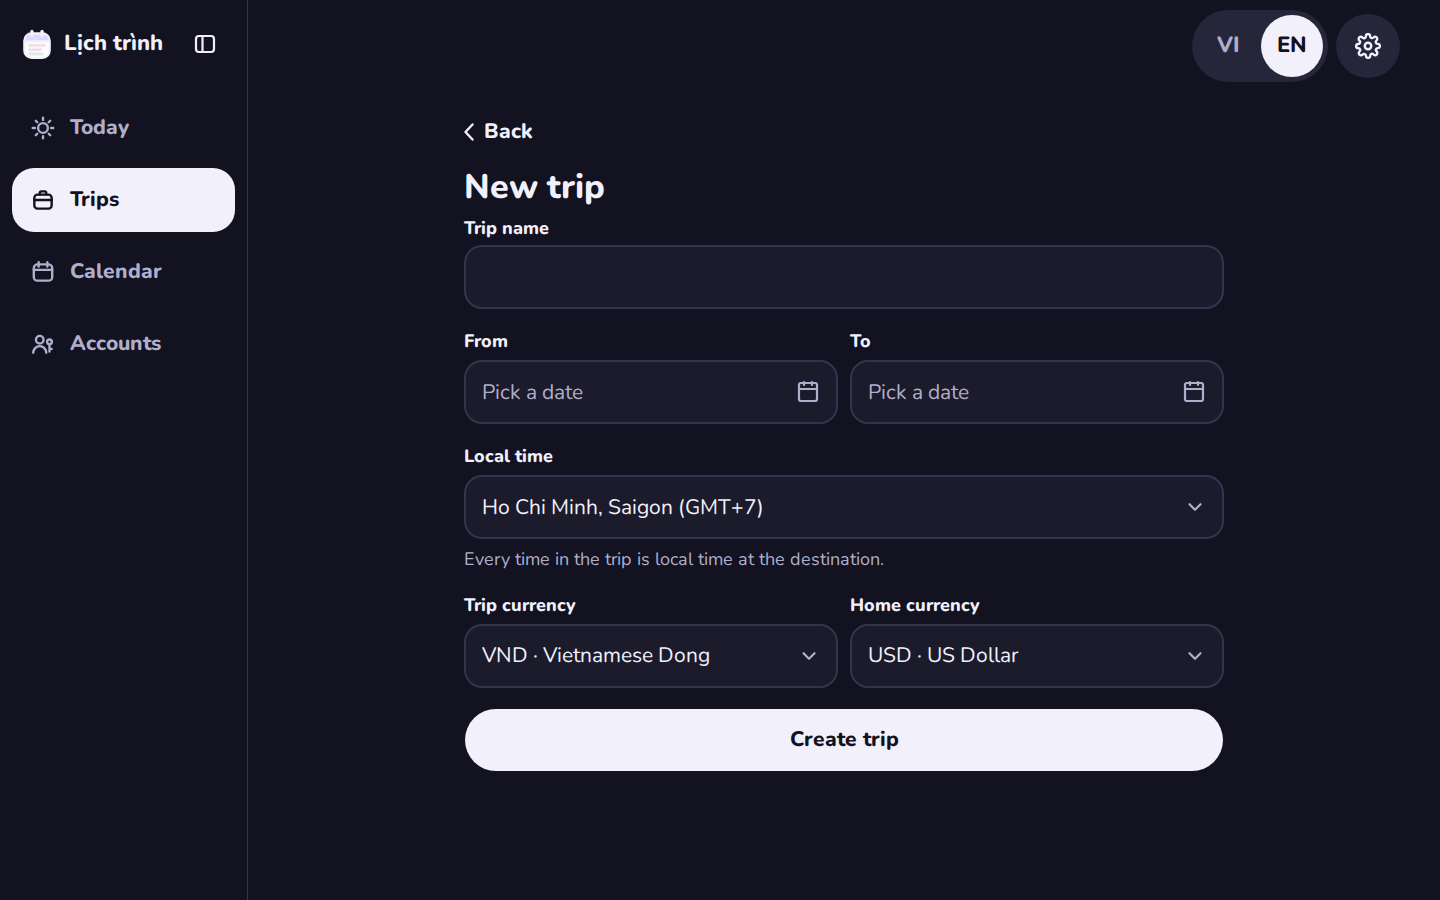 Lịch trình
VI EN
Today
Trips
Calendar
Accounts
Back
New trip
Trip name
From To
Pick a date Pick a date
Local time
Ho Chi Minh, Saigon (GMT+7)
Every time in the trip is local time at the destination.
Trip currency Home currency
VND · Vietnamese Dong USD · US Dollar
Create trip